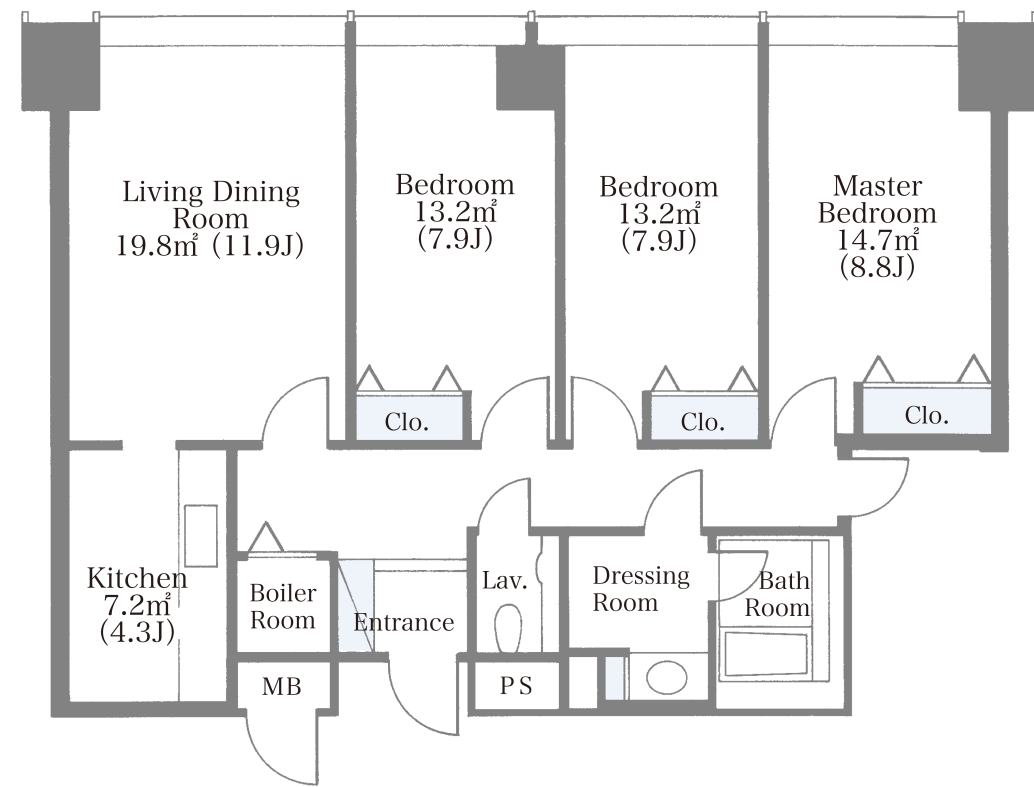 Living Dining
Room
19.8㎡ (11.9J)
Bedroom
13.2㎡
(7.9J)
Bedroom
13.2㎡
(7.9J)
Master
Bedroom
14.7㎡
(8.8J)
Clo.
Clo.
Clo.
Kitchen
7.2㎡
(4.3J)
Boiler
Room
Entrance
Lav.
Dressing
Room
Bath
Room
MB
PS